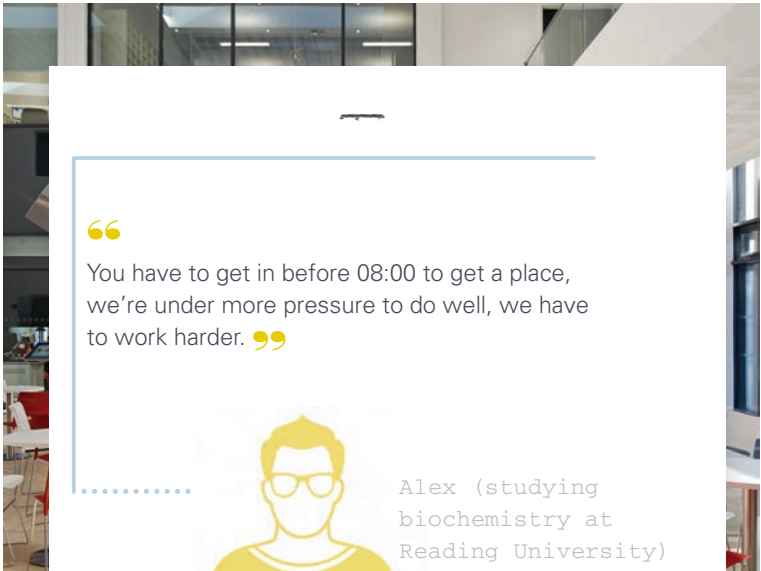 “
You have to get in before 08:00 to get a place,
we’re under more pressure to do well, we have
to work harder. ”
Alex (studying
biochemistry at
Reading University)